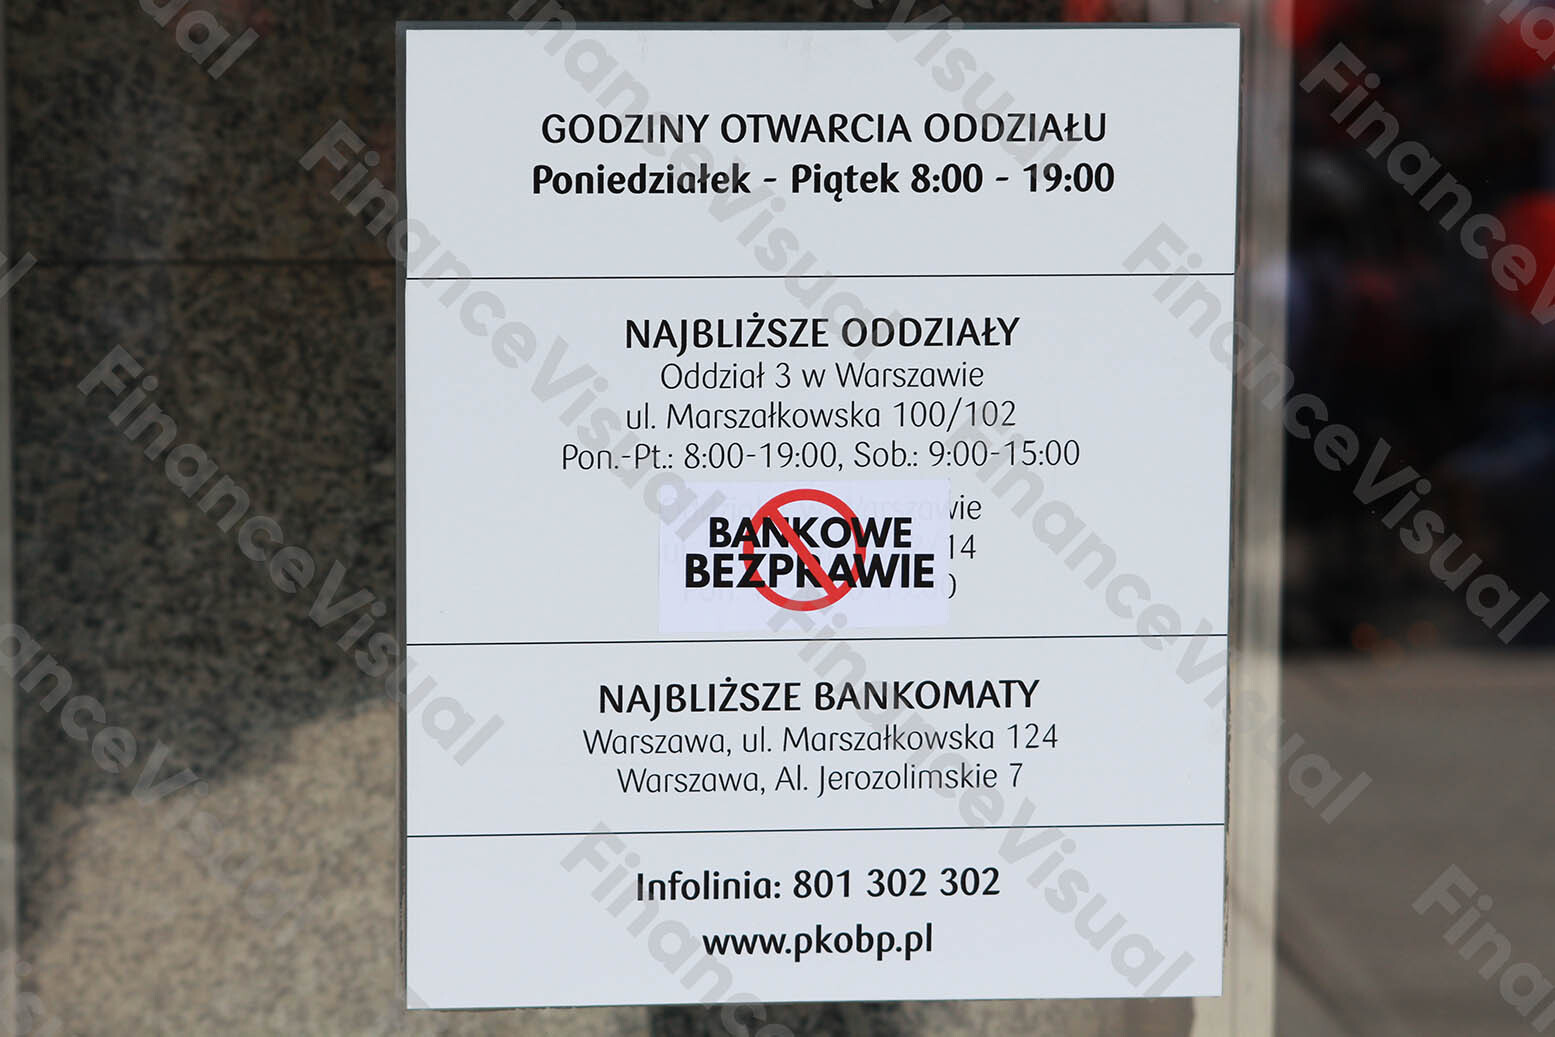 GODZINY OTWARCIA ODDZIAŁU
Poniedziałek - Piątek 8:00 - 19:00
NAJBLIŻSZE ODDZIAŁY
Oddział 3 w Warszawie
ul. Marszałkowska 100/102
Pon.-Pt.: 8:00-19:00, Sob.: 9:00-15:00
BANKOWE
BEZPRAWIE
NAJBLIŻSZE BANKOMATY
Warszawa, ul. Marszałkowska 124
Warszawa, Al. Jerozolimskie 7
Infolinia: 801 302 302
www.pkobp.pl
FinanceVisual